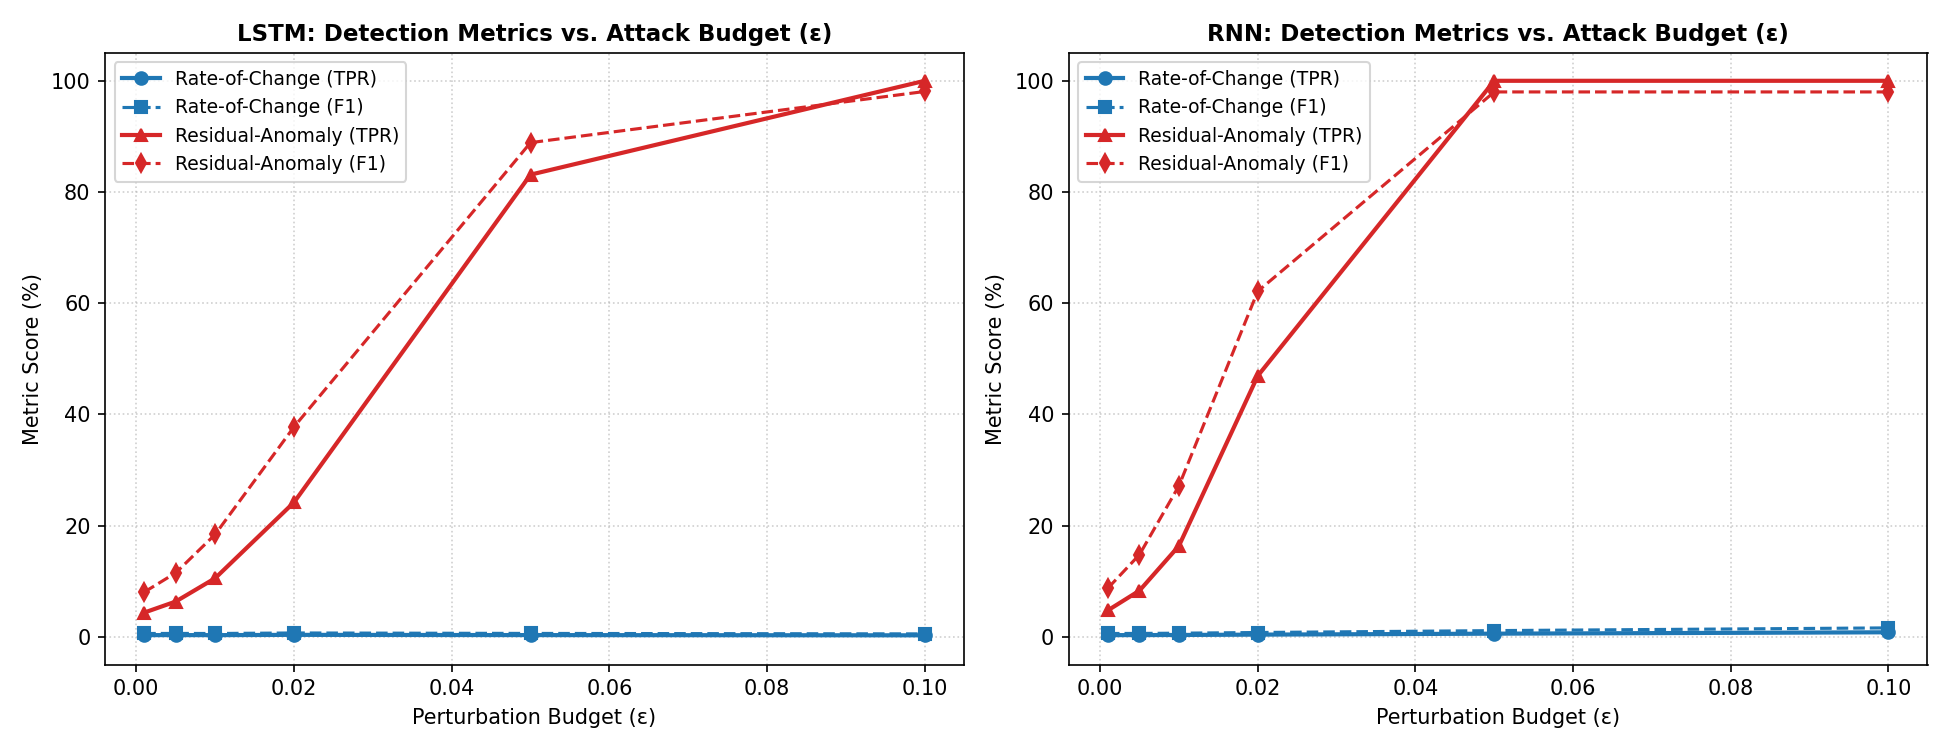 LSTM: Detection Metrics vs. Attack Budget (ε)
Rate-of-Change (TPR)
Rate-of-Change (F1)
Residual-Anomaly (TPR)
Residual-Anomaly (F1)
Metric Score (%)
100
80
60
40
20
0
0.00 0.02 0.04 0.06 0.08 0.10
Perturbation Budget (ε)
RNN: Detection Metrics vs. Attack Budget (ε)
Rate-of-Change (TPR)
Rate-of-Change (F1)
Residual-Anomaly (TPR)
Residual-Anomaly (F1)
Metric Score (%)
100
80
60
40
20
0
0.00 0.02 0.04 0.06 0.08 0.10
Perturbation Budget (ε)